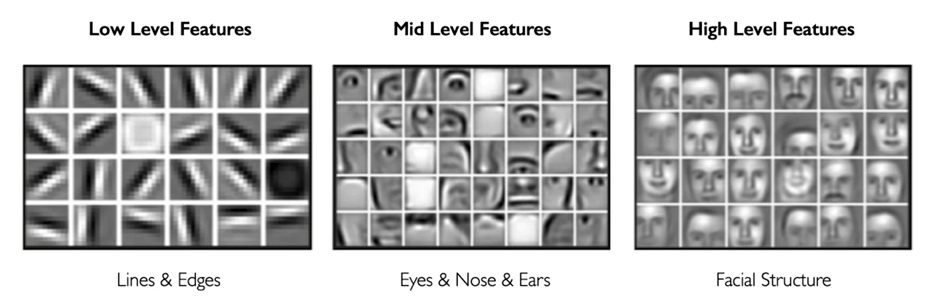 Low Level Features
Mid Level Features
High Level Features
Lines & Edges
Eyes & Nose & Ears
Facial Structure